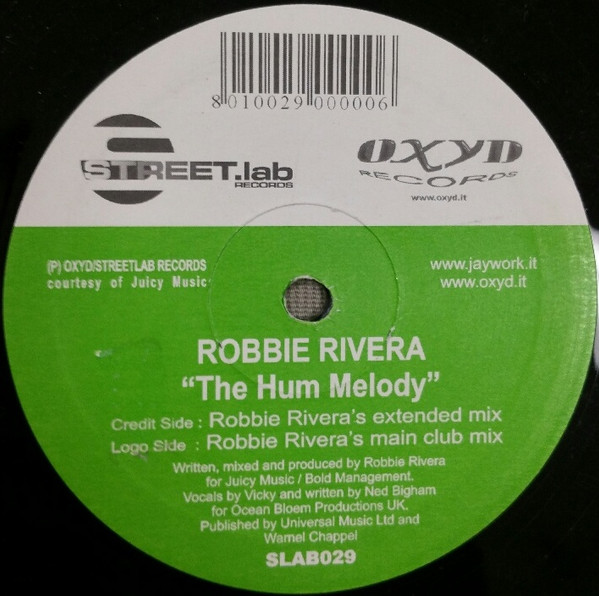 8 010029 000006
STREET.lab
RECORDS
OXYD
RECORDS
www.oxyd.it
(P) OXYD/STREETLAB RECORDS
courtesy of Juicy Music
www.jaywork.it
www.oxyd.it
ROBBIE RIVERA
“The Hum Melody”
Credit Side : Robbie Rivera's extended mix
Logo Side : Robbie Rivera's main club mix
Written, mixed and produced by Robbie Rivera
for Juicy Music / Bold Management.
Vocals by Vicky and written by Ned Bigham
for Ocean Bloem Productions UK.
Published by Universal Music Ltd and
Warnel Chappel
SLAB029